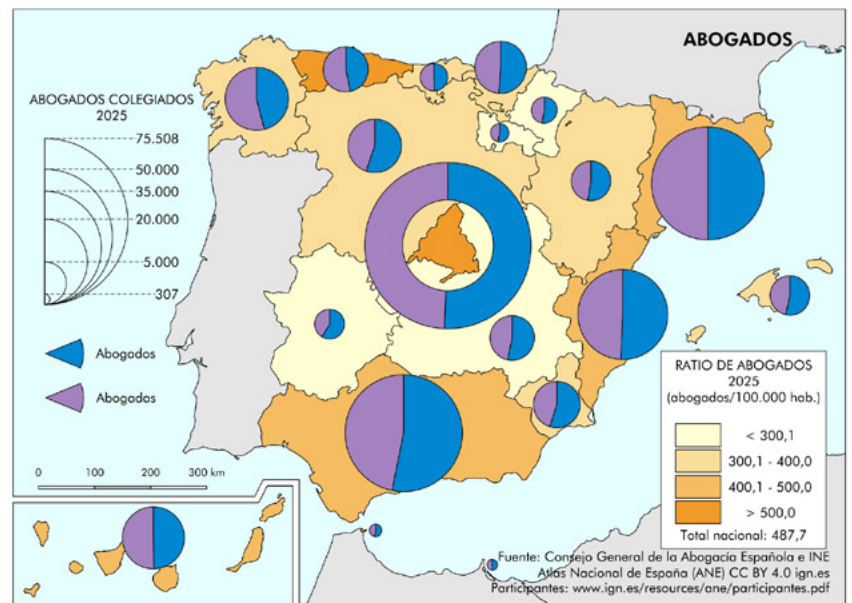 ABOGADOS
ABOGADOS COLEGIADOS
2025
75.508
50.000
35.000
20.000
5.000
307
Abogados
Abogadas
0 100 200 300 km
RATIO DE ABOGADOS
2025
(abogados/100.000 hab.)
< 300,1
300,1 - 400,0
400,1 - 500,0
> 500,0
Total nacional: 487,7
Fuente: Consejo General de la Abogacía Española e INE
Atlas Nacional de España (ANE) CC BY 4.0 ign.es
Participantes: www.ign.es/resources/ane/participantes.pdf